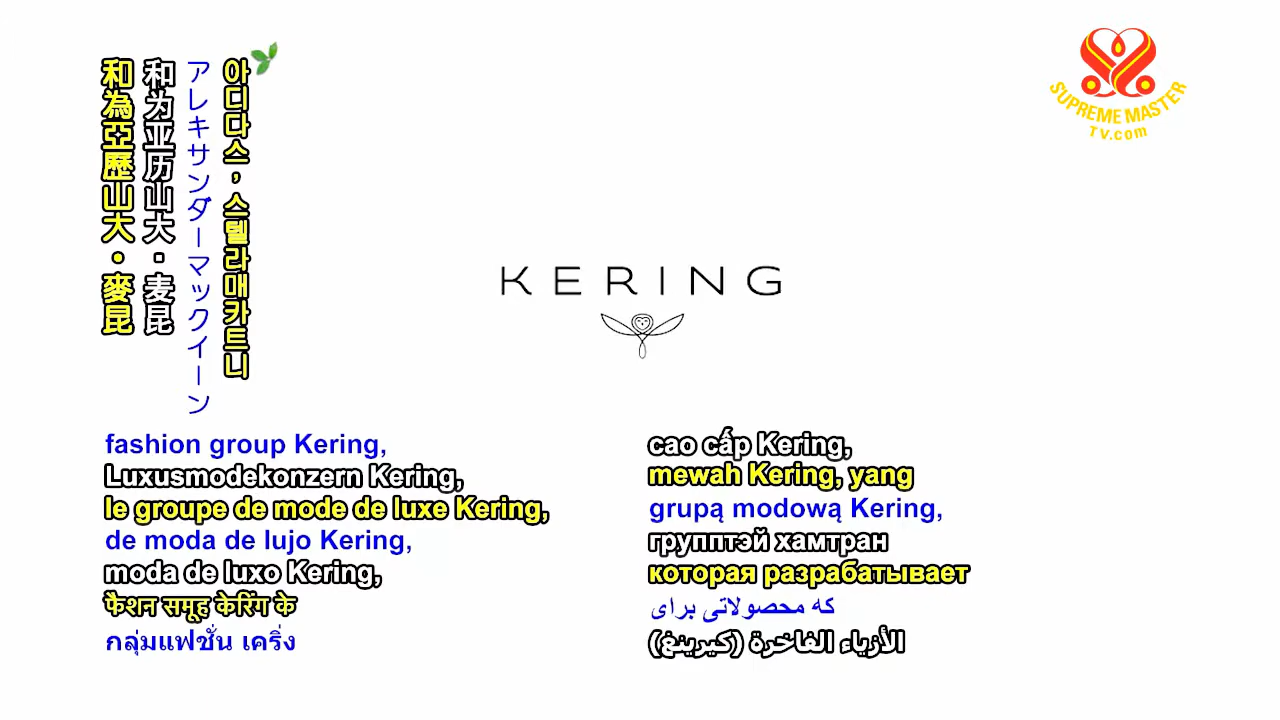 和為亞歷山大・麥昆
和为亚历山大・麦昆
アレキサンダーマックイーン
아디다스, 스텔라매카트니
SUPREME MASTER
TV.com
KERING
fashion group Kering,
Luxusmodekonzern Kering,
le groupe de mode de luxe Kering,
de moda de lujo Kering,
moda de luxo Kering,
फैशन समूह केरिंग के
กลุ่มแฟชั่น เคริ่ง
cao cấp Kering,
mewah Kering, yang
grupą modową Kering,
групптэй хамтран
которая разрабатывает
که محصولاتی برای
الأزياء الفاخرة (كيرينغ)